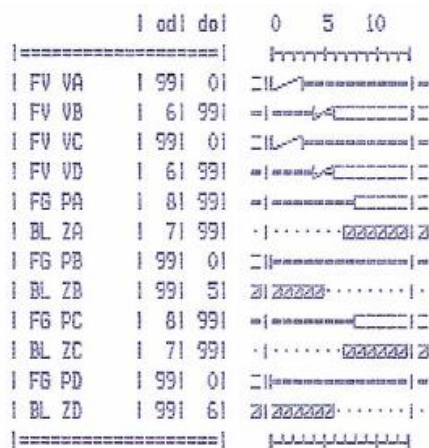 | od| do| 0 5 10
|===================|
| FV VA | 99| 0|
| FV VB | 6| 99|
| FV VC | 99| 0|
| FV VD | 6| 99|
| FG PA | 8| 99|
| BL ZA | 7| 99|
| FG PB | 99| 0|
| BL ZB | 99| 5|
| FG PC | 8| 99|
| BL ZC | 7| 99|
| FG PD | 99| 0|
| BL ZD | 99| 6|
|===================|